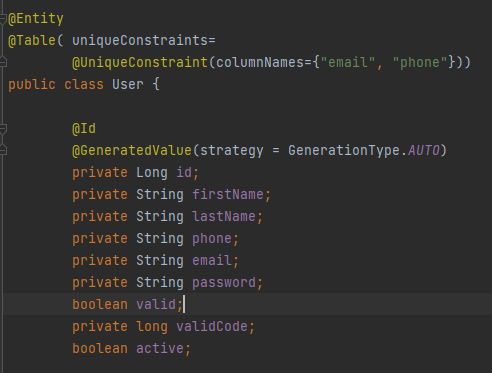 @Entity
@Table( uniqueConstraints=
        @UniqueConstraint(columnNames={"email", "phone"}))
public class User {

        @Id
        @GeneratedValue(strategy = GenerationType.AUTO)
        private Long id;
        private String firstName;
        private String lastName;
        private String phone;
        private String email;
        private String password;
        boolean valid;
        private long validCode;
        boolean active;